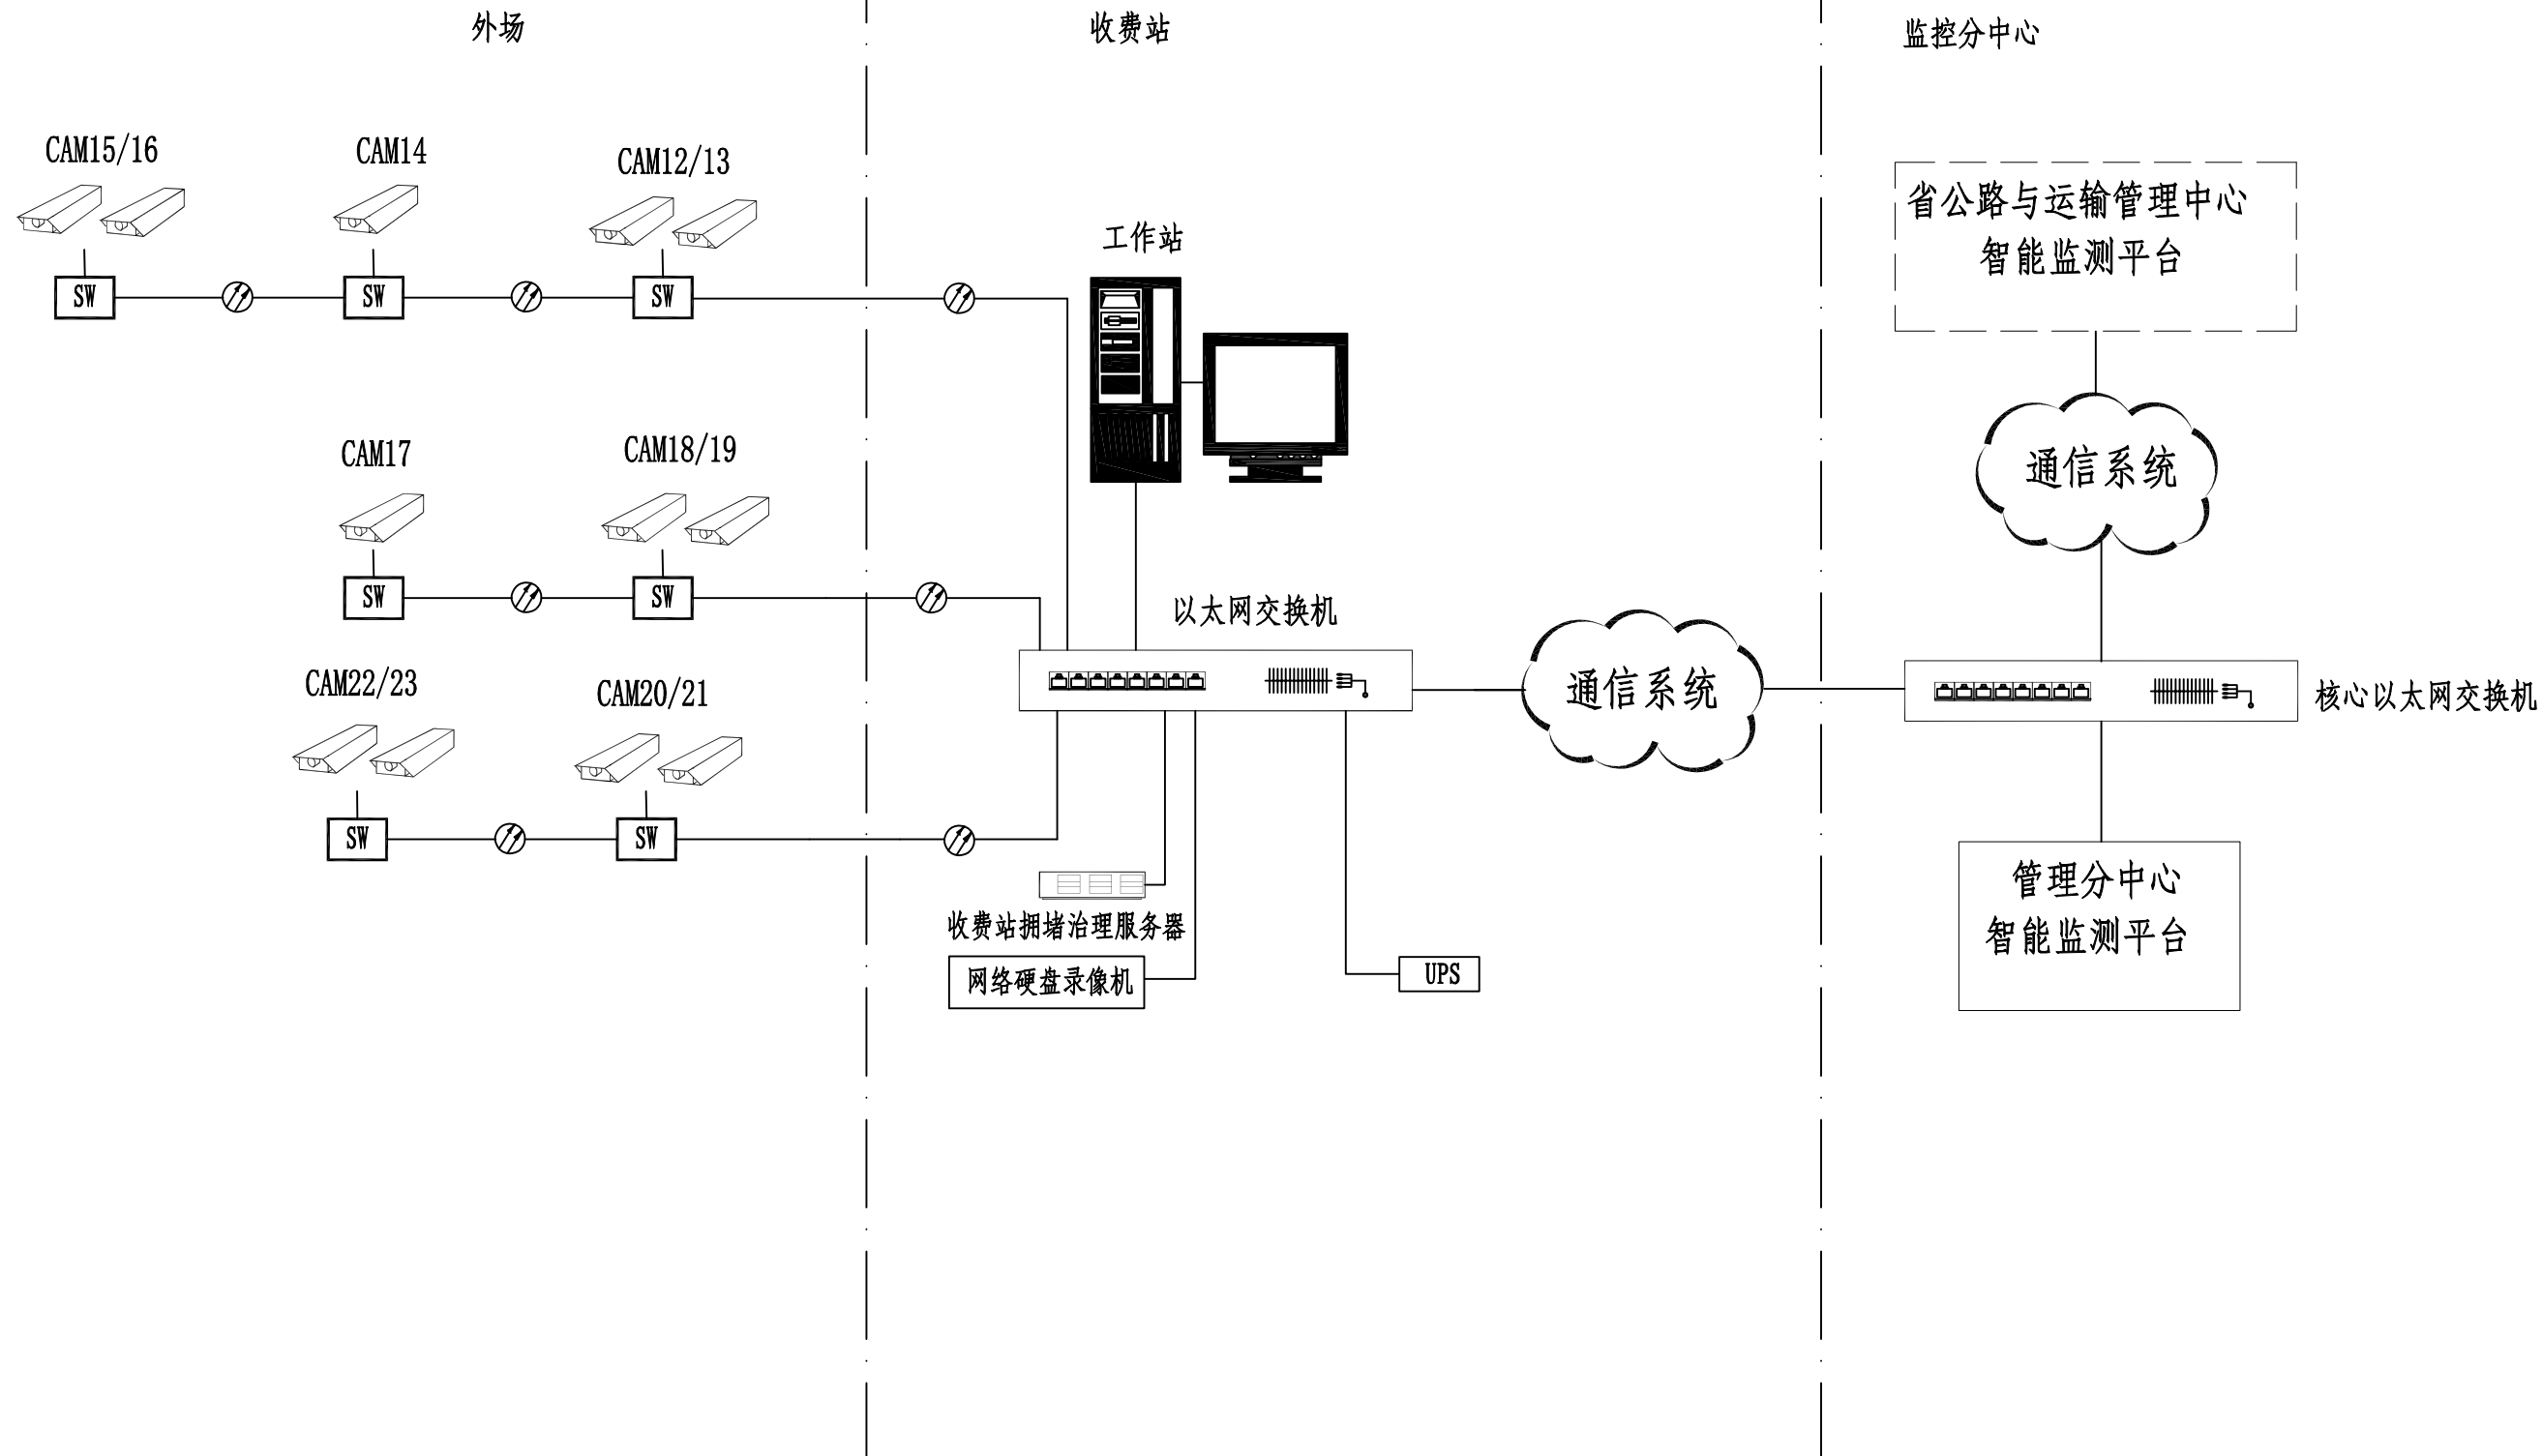 外场
收费站
监控分中心
CAM15/16
CAM14
CAM12/13
SW
SW
SW
CAM17
CAM18/19
SW
SW
CAM22/23
CAM20/21
SW
SW
工作站
以太网交换机
收费站拥堵治理服务器
网络硬盘录像机
UPS
通信系统
省公路与运输管理中心
智能监测平台
通信系统
核心以太网交换机
管理分中心
智能监测平台